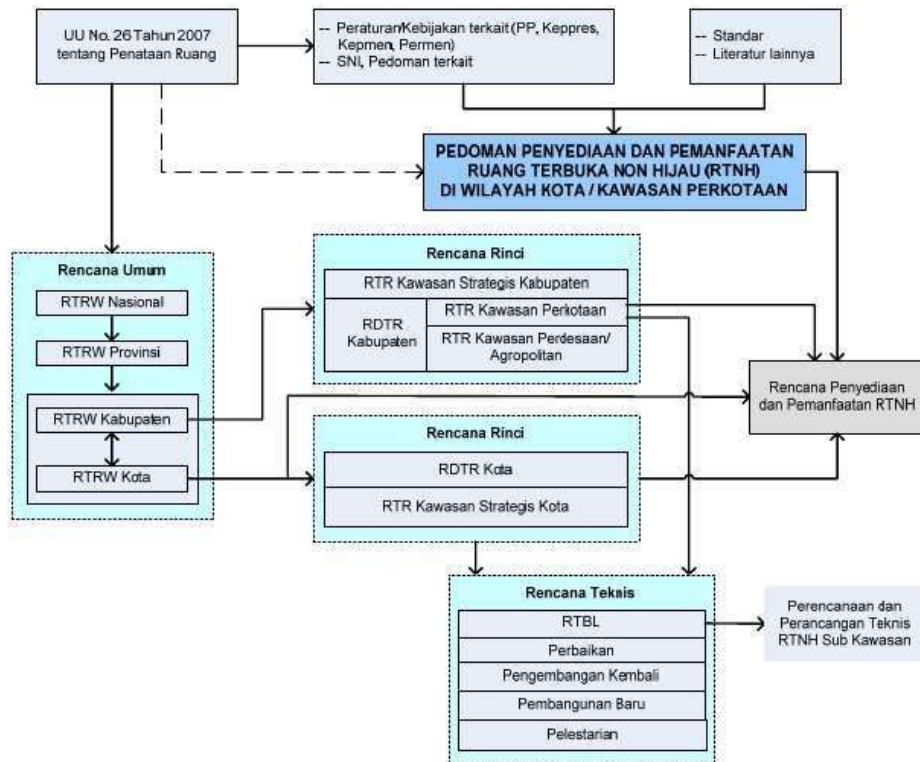 UU No. 26 Tahun 2007
tentang Penataan Ruang
-- Peraturan/Kebijakan terkait (PP, Keppres,
Kepmen, Permen)
-- SNI, Pedoman terkait
-- Standar
-- Literatur lainnya
PEDOMAN PENYEDIAAN DAN PEMANFAATAN
RUANG TERBUKA NON HIJAU (RTNH)
DI WILAYAH KOTA / KAWASAN PERKOTAAN
Rencana Umum
RTRW Nasional
RTRW Provinsi
RTRW Kabupaten
RTRW Kota
Rencana Rinci
RTR Kawasan Strategis Kabupaten
RDTR
Kabupaten
RTR Kawasan Perkotaan
RTR Kawasan Perdesaan/
Agropolitan
Rencana Rinci
RDTR Kota
RTR Kawasan Strategis Kota
Rencana Penyediaan
dan Pemanfaatan RTNH
Rencana Teknis
RTBL
Perbaikan
Pengembangan Kembali
Pembangunan Baru
Pelestarian
Perencanaan dan
Perancangan Teknis
RTNH Sub Kawasan